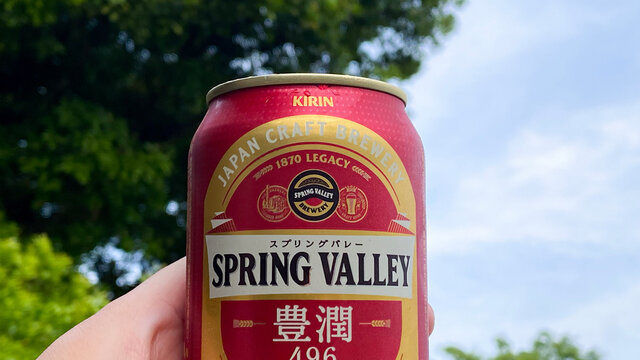 KIRIN
JAPAN CRAFT BREWERY
1870 LEGACY
SPRING VALLEY
BREWERY
スプリングバレー
SPRING VALLEY
豊潤
496